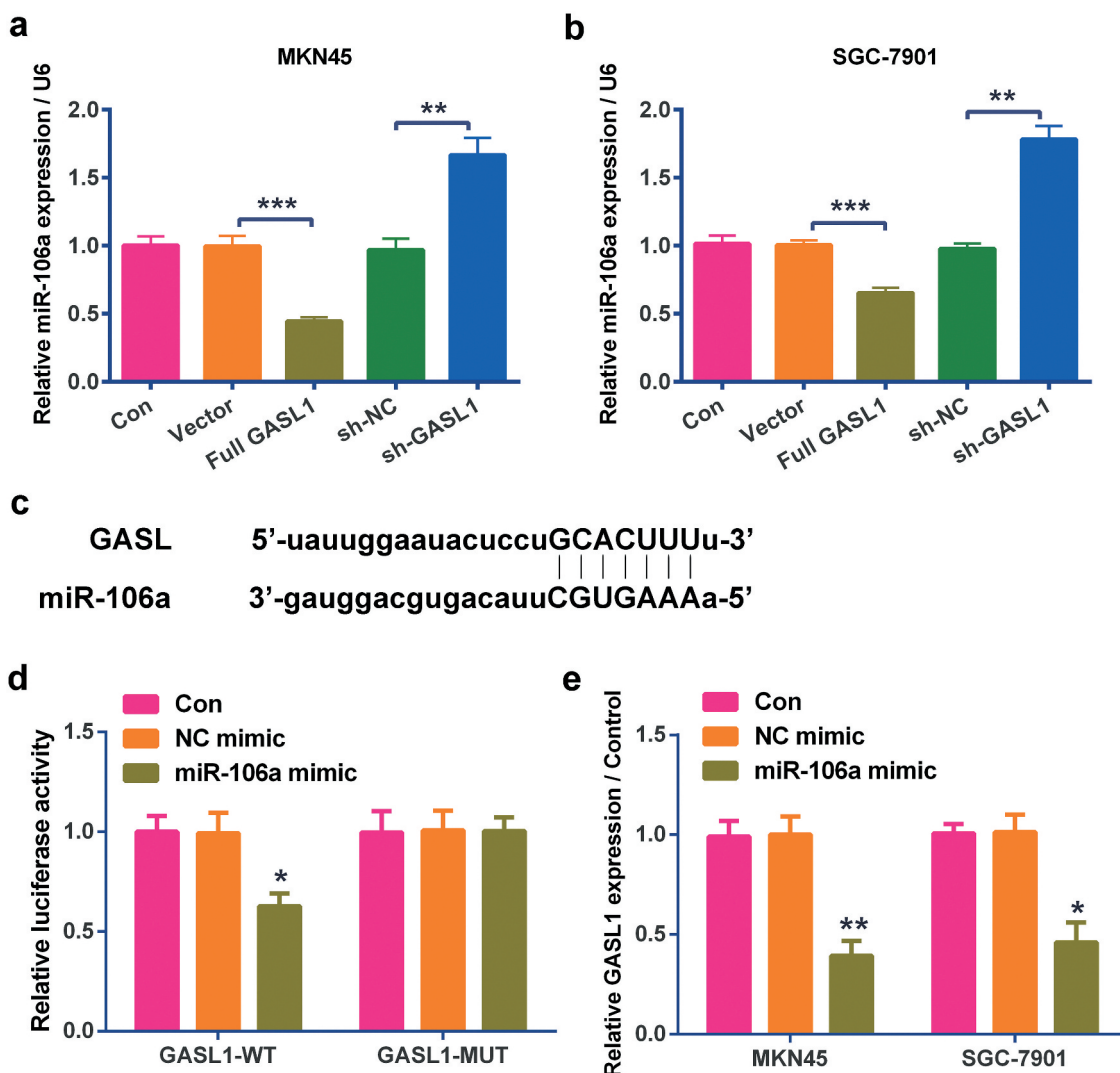 a
MKN45
Relative miR-106a expression / U6
2.0
1.5
1.0
0.5
0.0
**
***
Con
Vector
Full GASL1
sh-NC
sh-GASL1
b
SGC-7901
Relative miR-106a expression / U6
2.0
1.5
1.0
0.5
0.0
**
***
Con
Vector
Full GASL1
sh-NC
sh-GASL1
c
GASL 5’-uauuggaauacuccuGCACUUUu-3’
miR-106a 3’-gauggacgugacauuCGUGAAAa-5’
d
Con
NC mimic
miR-106a mimic
Relative luciferase activity
1.5
1.0
0.5
0.0
*
GASL1-WT
GASL1-MUT
e
Con
NC mimic
miR-106a mimic
Relative GASL1 expression / Control
1.5
1.0
0.5
0.0
**
*
MKN45
SGC-7901